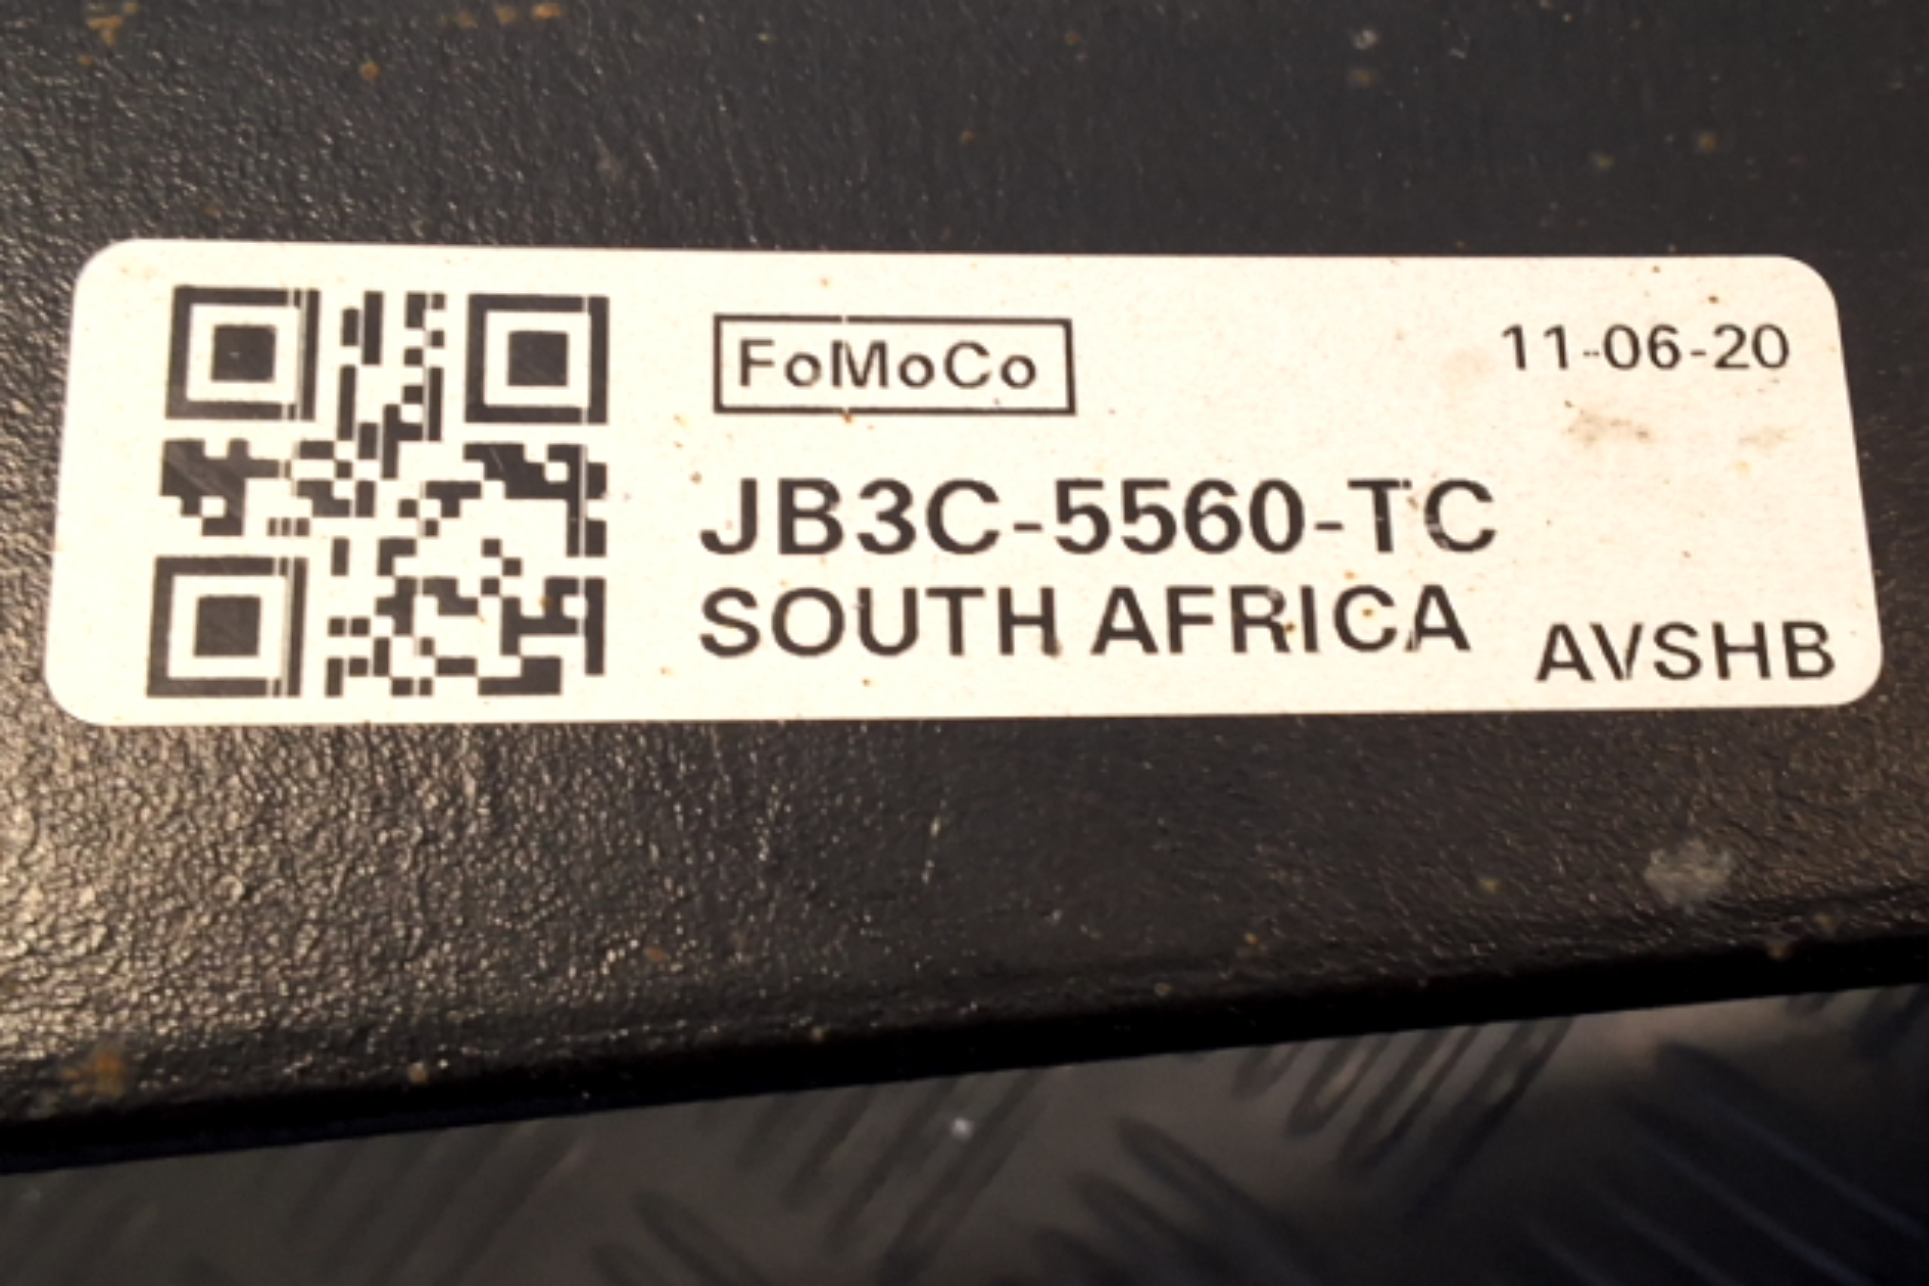 FoMoCo
11-06-20
JB3C-5560-TC
SOUTH AFRICA
AVSHB